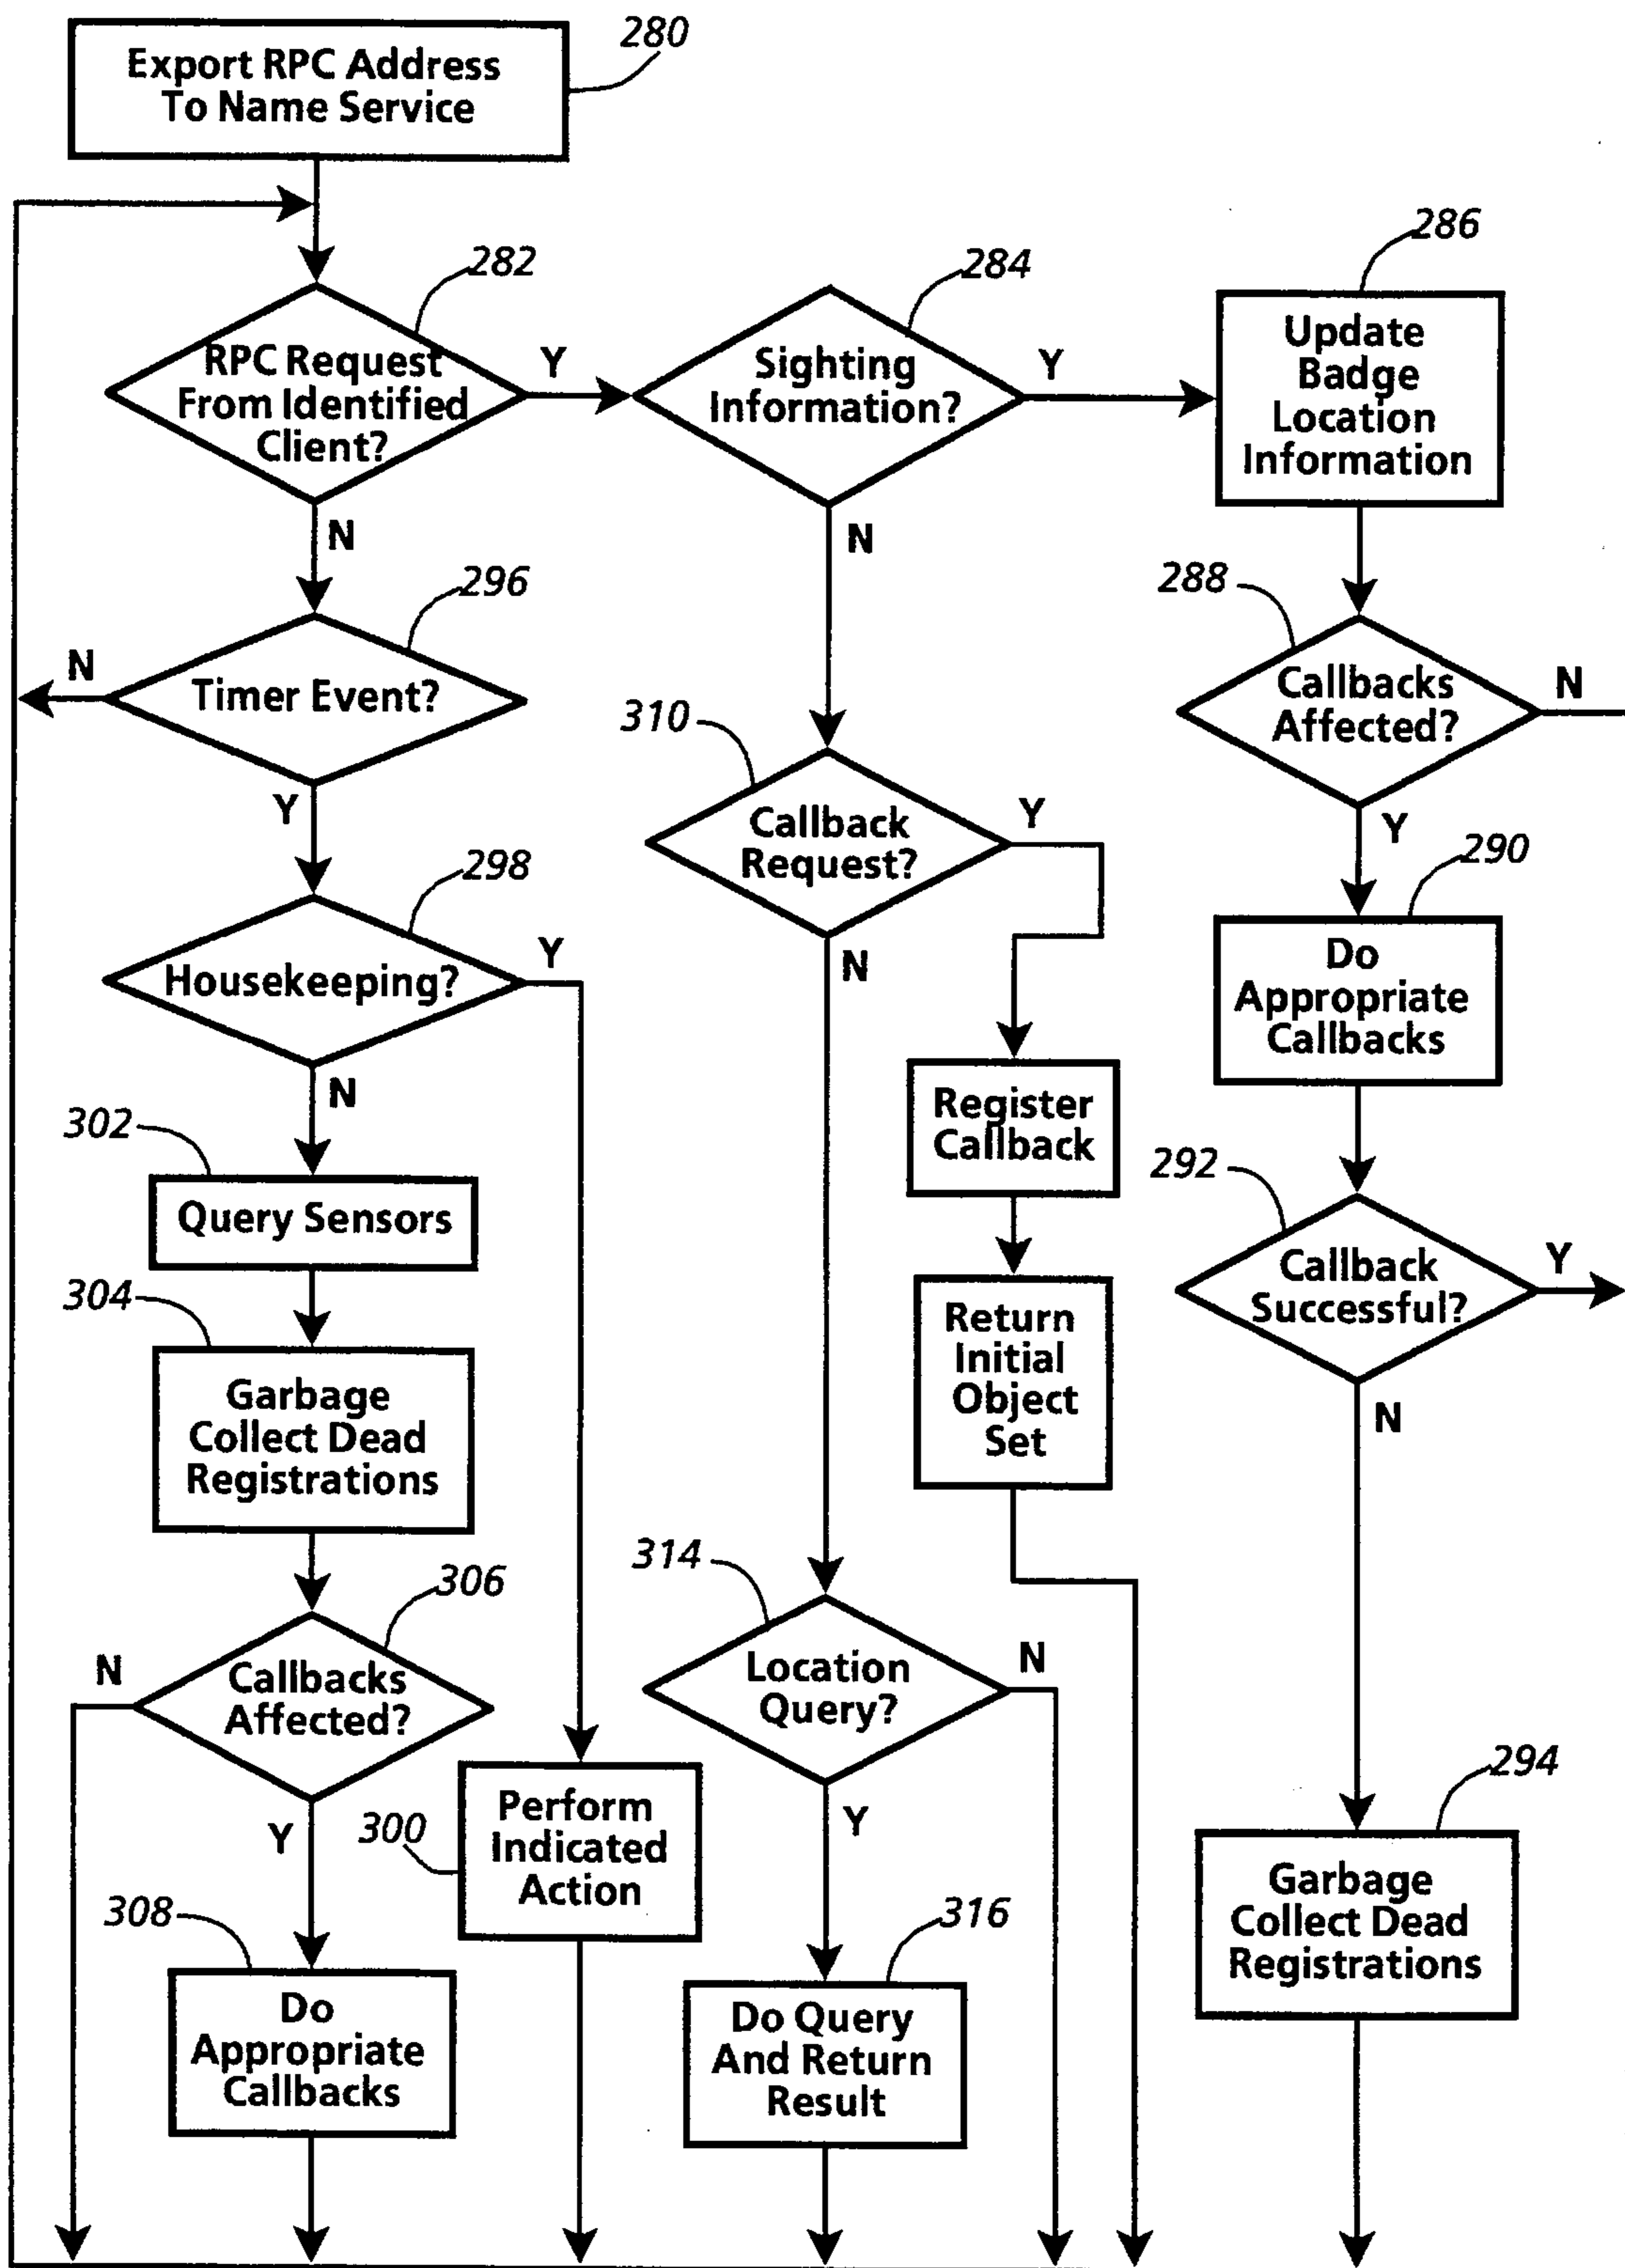 Export RPC Address
To Name Service
280
282
RPC Request
From Identified
Client?
Y
N
284
Sighting
Information?
Y
N
286
Update
Badge
Location
Information
296
Timer Event?
N
Y
288
Callbacks
Affected?
N
Y
310
Callback
Request?
Y
N
298
Housekeeping?
Y
N
290
Do
Appropriate
Callbacks
Register
Callback
302
Query Sensors
292
Callback
Successful?
Y
N
Return
Initial
Object
Set
304
Garbage
Collect Dead
Registrations
306
Callbacks
Affected?
N
Y
314
Location
Query?
N
Y
300
Perform
Indicated
Action
294
Garbage
Collect Dead
Registrations
308
Do
Appropriate
Callbacks
316
Do Query
And Return
Result